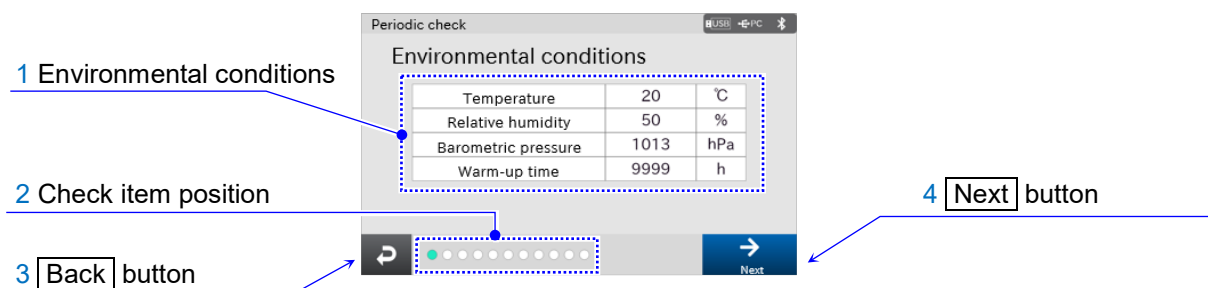 Periodic check
USB PC
Environmental conditions
1 Environmental conditions
Temperature 20 ℃
Relative humidity 50 %
Barometric pressure 1013 hPa
Warm-up time 9999 h
2 Check item position
4 Next button
3 Back button
Next